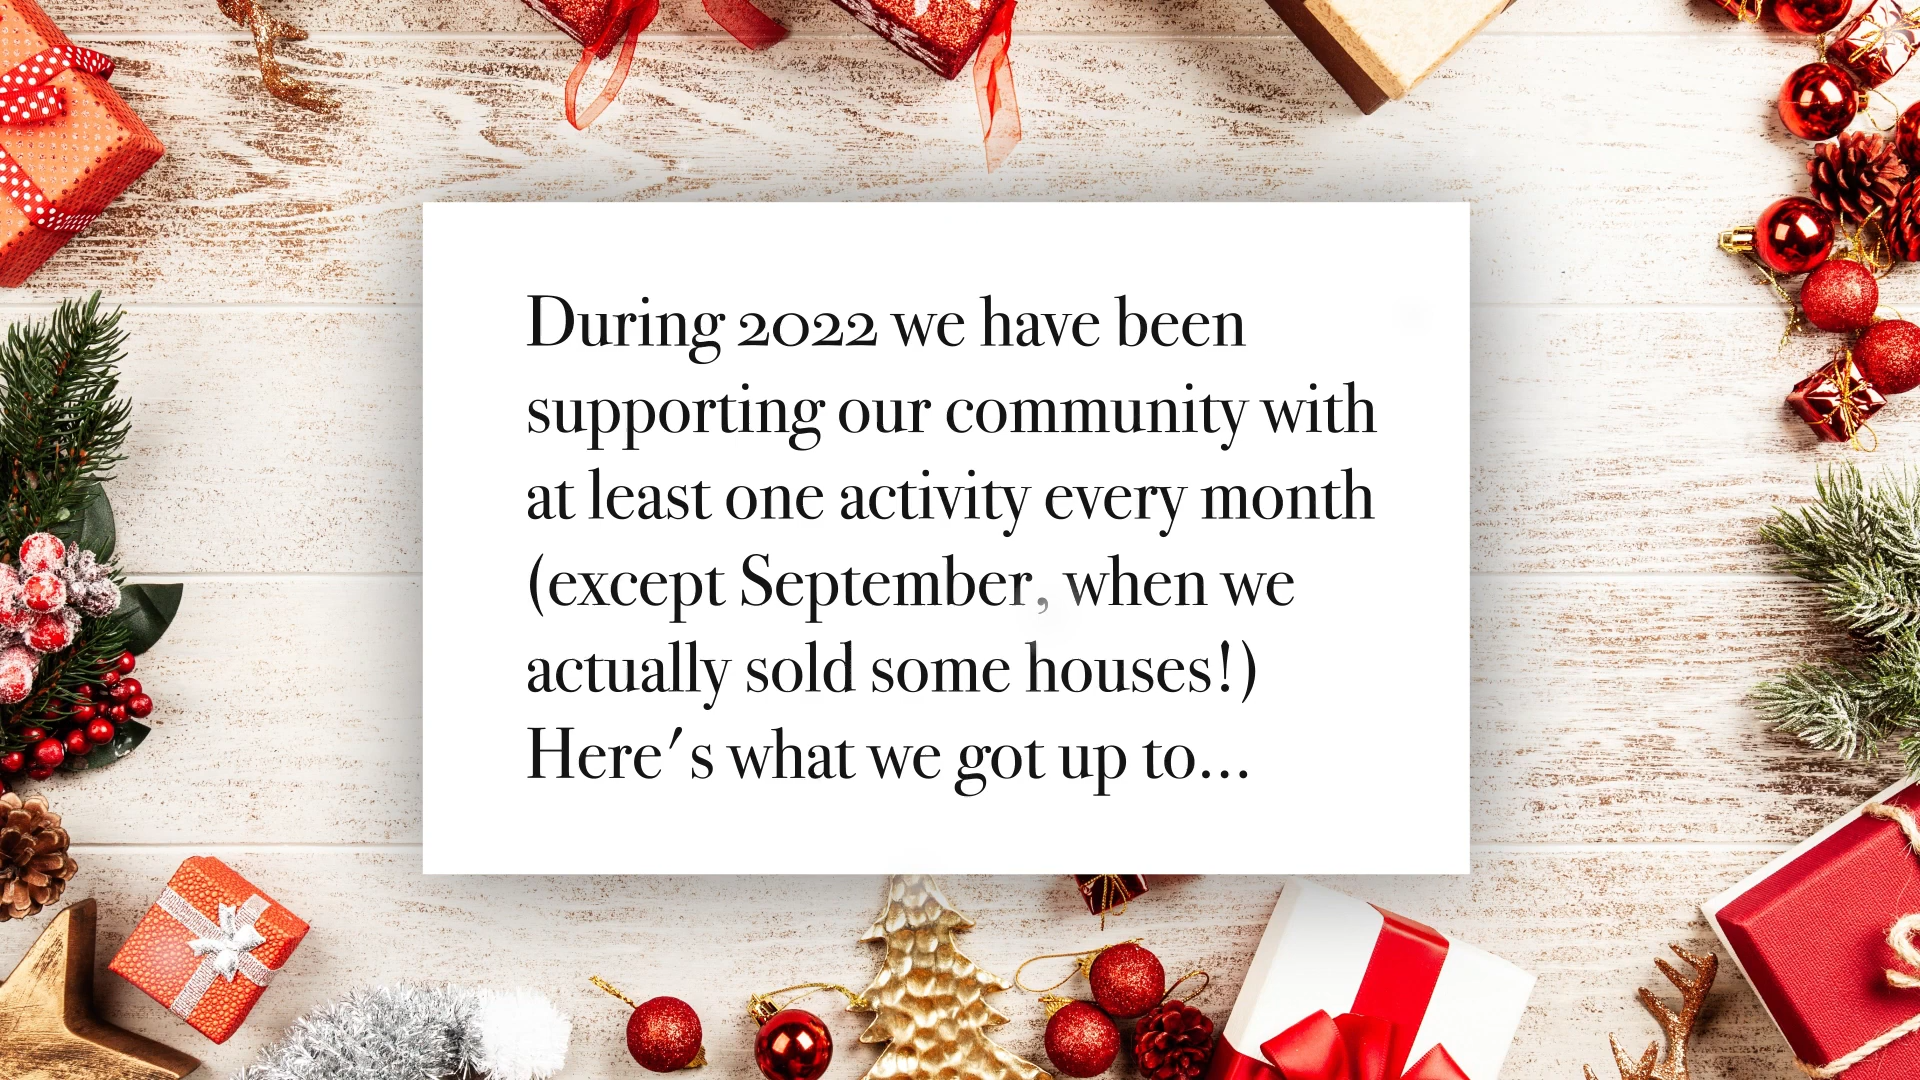 During 2022 we have been
supporting our community with
at least one activity every month
(except September, when we
actually sold some houses!)
Here's what we got up to...